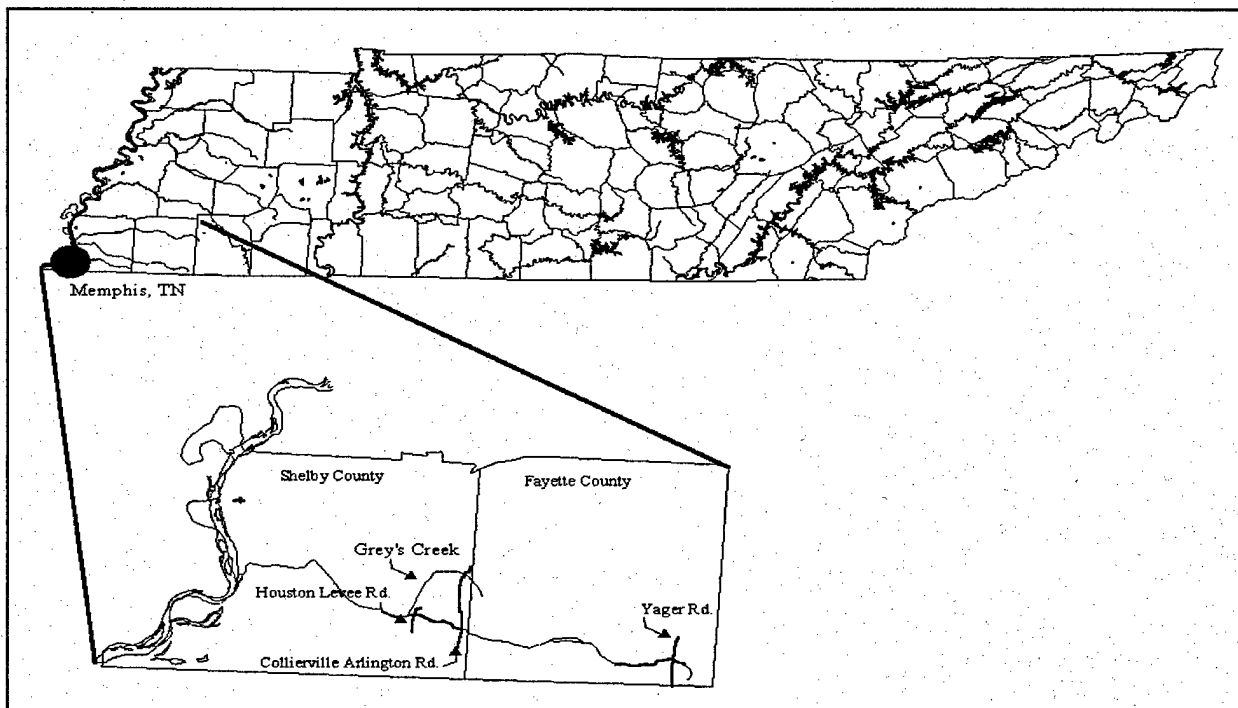 Memphis, TN
Shelby County
Fayette County
Grey's Creek
Houston Levee Rd.
Yager Rd.
Collierville Arlington Rd.